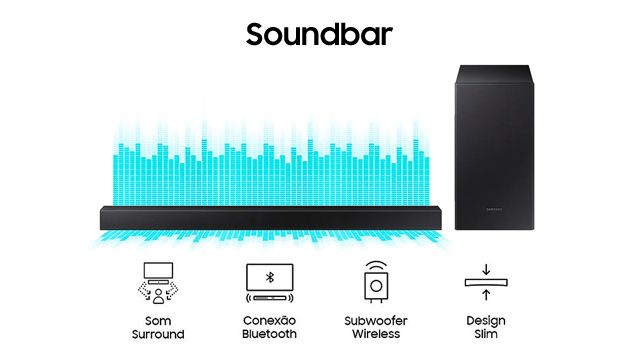 Soundbar
SAMSUNG
Som
Surround
Conexão
Bluetooth
Subwoofer
Wireless
Design
Slim